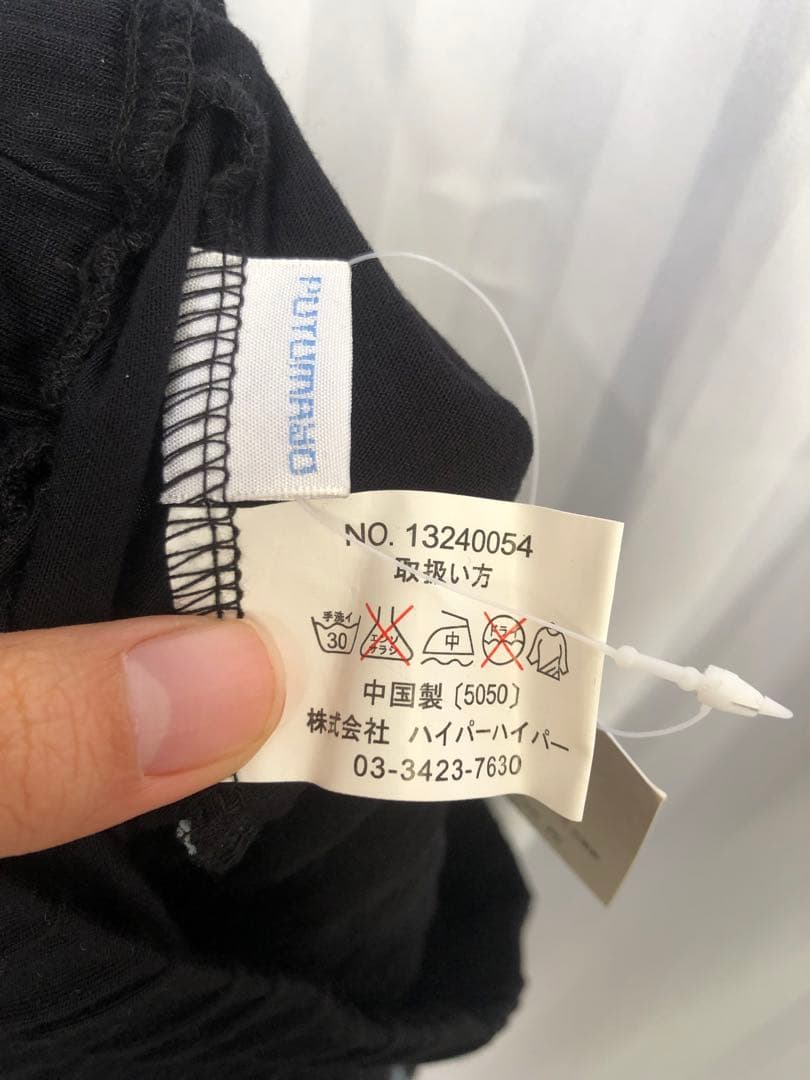 PUTUMAYO
NO. 13240054
取扱い方
手洗イ
30
エンソ
サラシ
中
ドライ
中国製〔5050〕
株式会社 ハイパーハイパー
03-3423-7630